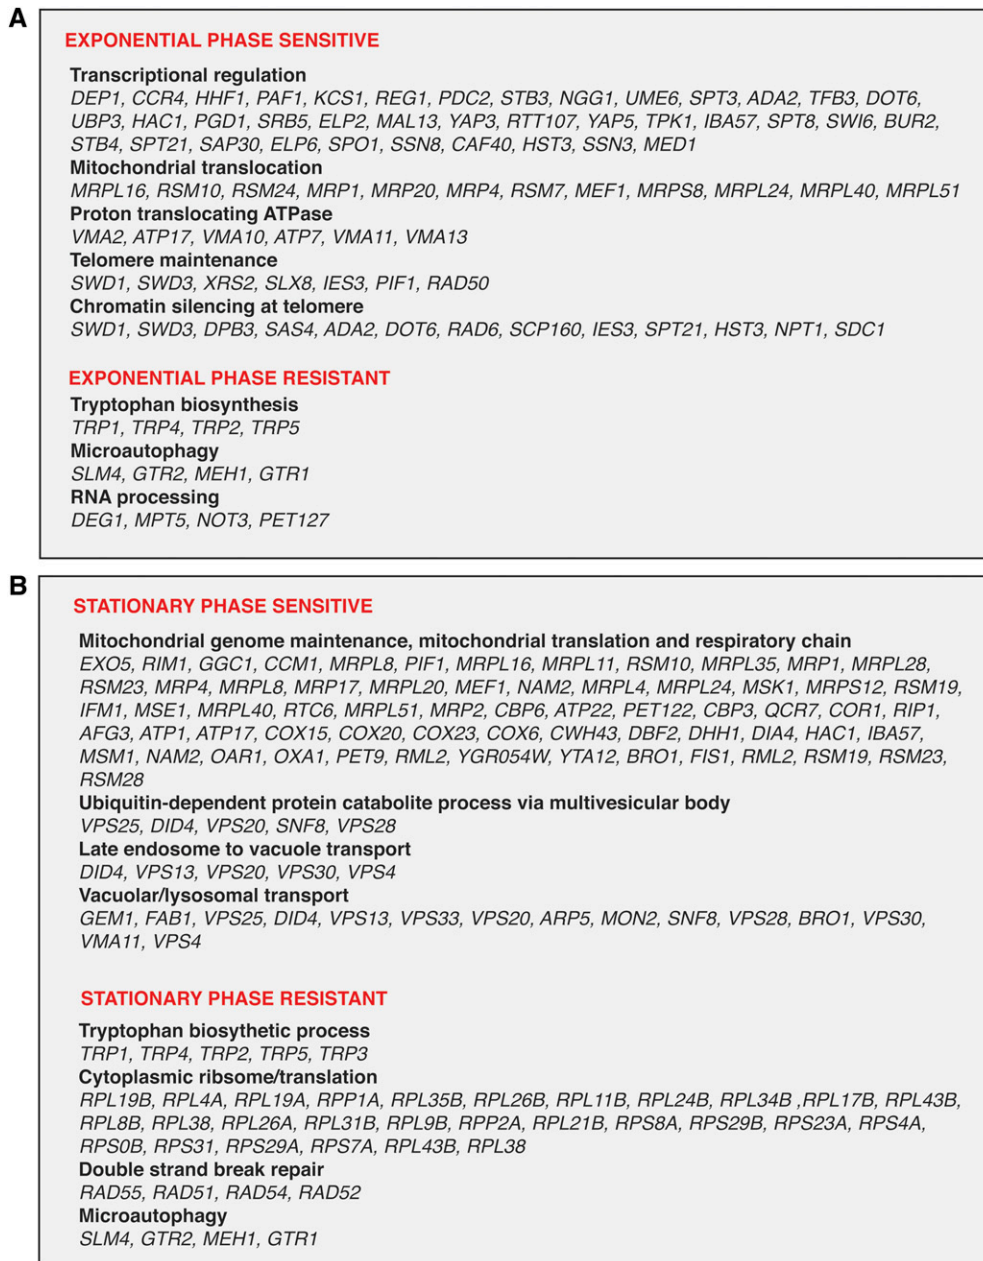 A
EXPONENTIAL PHASE SENSITIVE
Transcriptional regulation
DEP1, CCR4, HHF1, PAF1, KCS1, REG1, PDC2, STB3, NGG1, UME6, SPT3, ADA2, TFB3, DOT6,
UBP3, HAC1, PGD1, SRB5, ELP2, MAL13, YAP3, RTT107, YAP5, TPK1, IBA57, SPT8, SWI6, BUR2,
STB4, SPT21, SAP30, ELP6, SPO1, SSN8, CAF40, HST3, SSN3, MED1
Mitochondrial translocation
MRPL16, RSM10, RSM24, MRP1, MRP20, MRP4, RSM7, MEF1, MRPS8, MRPL24, MRPL40, MRPL51
Proton translocating ATPase
VMA2, ATP17, VMA10, ATP7, VMA11, VMA13
Telomere maintenance
SWD1, SWD3, XRS2, SLX8, IES3, PIF1, RAD50
Chromatin silencing at telomere
SWD1, SWD3, DPB3, SAS4, ADA2, DOT6, RAD6, SCP160, IES3, SPT21, HST3, NPT1, SDC1
EXPONENTIAL PHASE RESISTANT
Tryptophan biosynthesis
TRP1, TRP4, TRP2, TRP5
Microautophagy
SLM4, GTR2, MEH1, GTR1
RNA processing
DEG1, MPT5, NOT3, PET127
B
STATIONARY PHASE SENSITIVE
Mitochondrial genome maintenance, mitochondrial translation and respiratory chain
EXO5, RIM1, GGC1, CCM1, MRPL8, PIF1, MRPL16, MRPL11, RSM10, MRPL35, MRP1, MRPL28,
RSM23, MRP4, MRPL8, MRP17, MRPL20, MEF1, NAM2, MRPL4, MRPL24, MSK1, MRPS12, RSM19,
IFM1, MSE1, MRPL40, RTC6, MRPL51, MRP2, CBP6, ATP22, PET122, CBP3, QCR7, COR1, RIP1,
AFG3, ATP1, ATP17, COX15, COX20, COX23, COX6, CWH43, DBF2, DHH1, DIA4, HAC1, IBA57,
MSM1, NAM2, OAR1, OXA1, PET9, RML2, YGR054W, YTA12, BRO1, FIS1, RML2, RSM19, RSM23,
RSM28
Ubiquitin-dependent protein catabolite process via multivesicular body
VPS25, DID4, VPS20, SNF8, VPS28
Late endosome to vacuole transport
DID4, VPS13, VPS20, VPS30, VPS4
Vacuolar/lysosomal transport
GEM1, FAB1, VPS25, DID4, VPS13, VPS33, VPS20, ARP5, MON2, SNF8, VPS28, BRO1, VPS30,
VMA11, VPS4
STATIONARY PHASE RESISTANT
Tryptophan biosythetic process
TRP1, TRP4, TRP2, TRP5, TRP3
Cytoplasmic ribsome/translation
RPL19B, RPL4A, RPL19A, RPP1A, RPL35B, RPL26B, RPL11B, RPL24B, RPL34B ,RPL17B, RPL43B,
RPL8B, RPL38, RPL26A, RPL31B, RPL9B, RPP2A, RPL21B, RPS8A, RPS29B, RPS23A, RPS4A,
RPS0B, RPS31, RPS29A, RPS7A, RPL43B, RPL38
Double strand break repair
RAD55, RAD51, RAD54, RAD52
Microautophagy
SLM4, GTR2, MEH1, GTR1